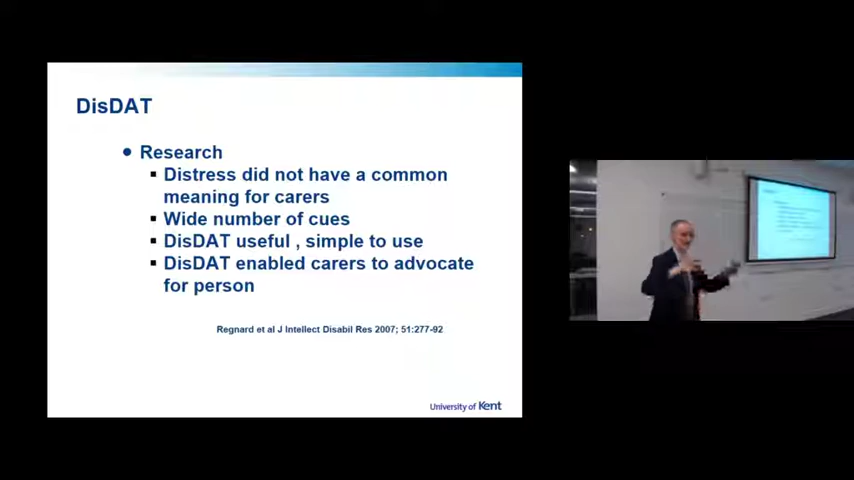 DisDAT
• Research
▪ Distress did not have a common
meaning for carers
▪ Wide number of cues
▪ DisDAT useful , simple to use
▪ DisDAT enabled carers to advocate
for person
Regnard et al J Intellect Disabil Res 2007; 51:277-92
University of Kent